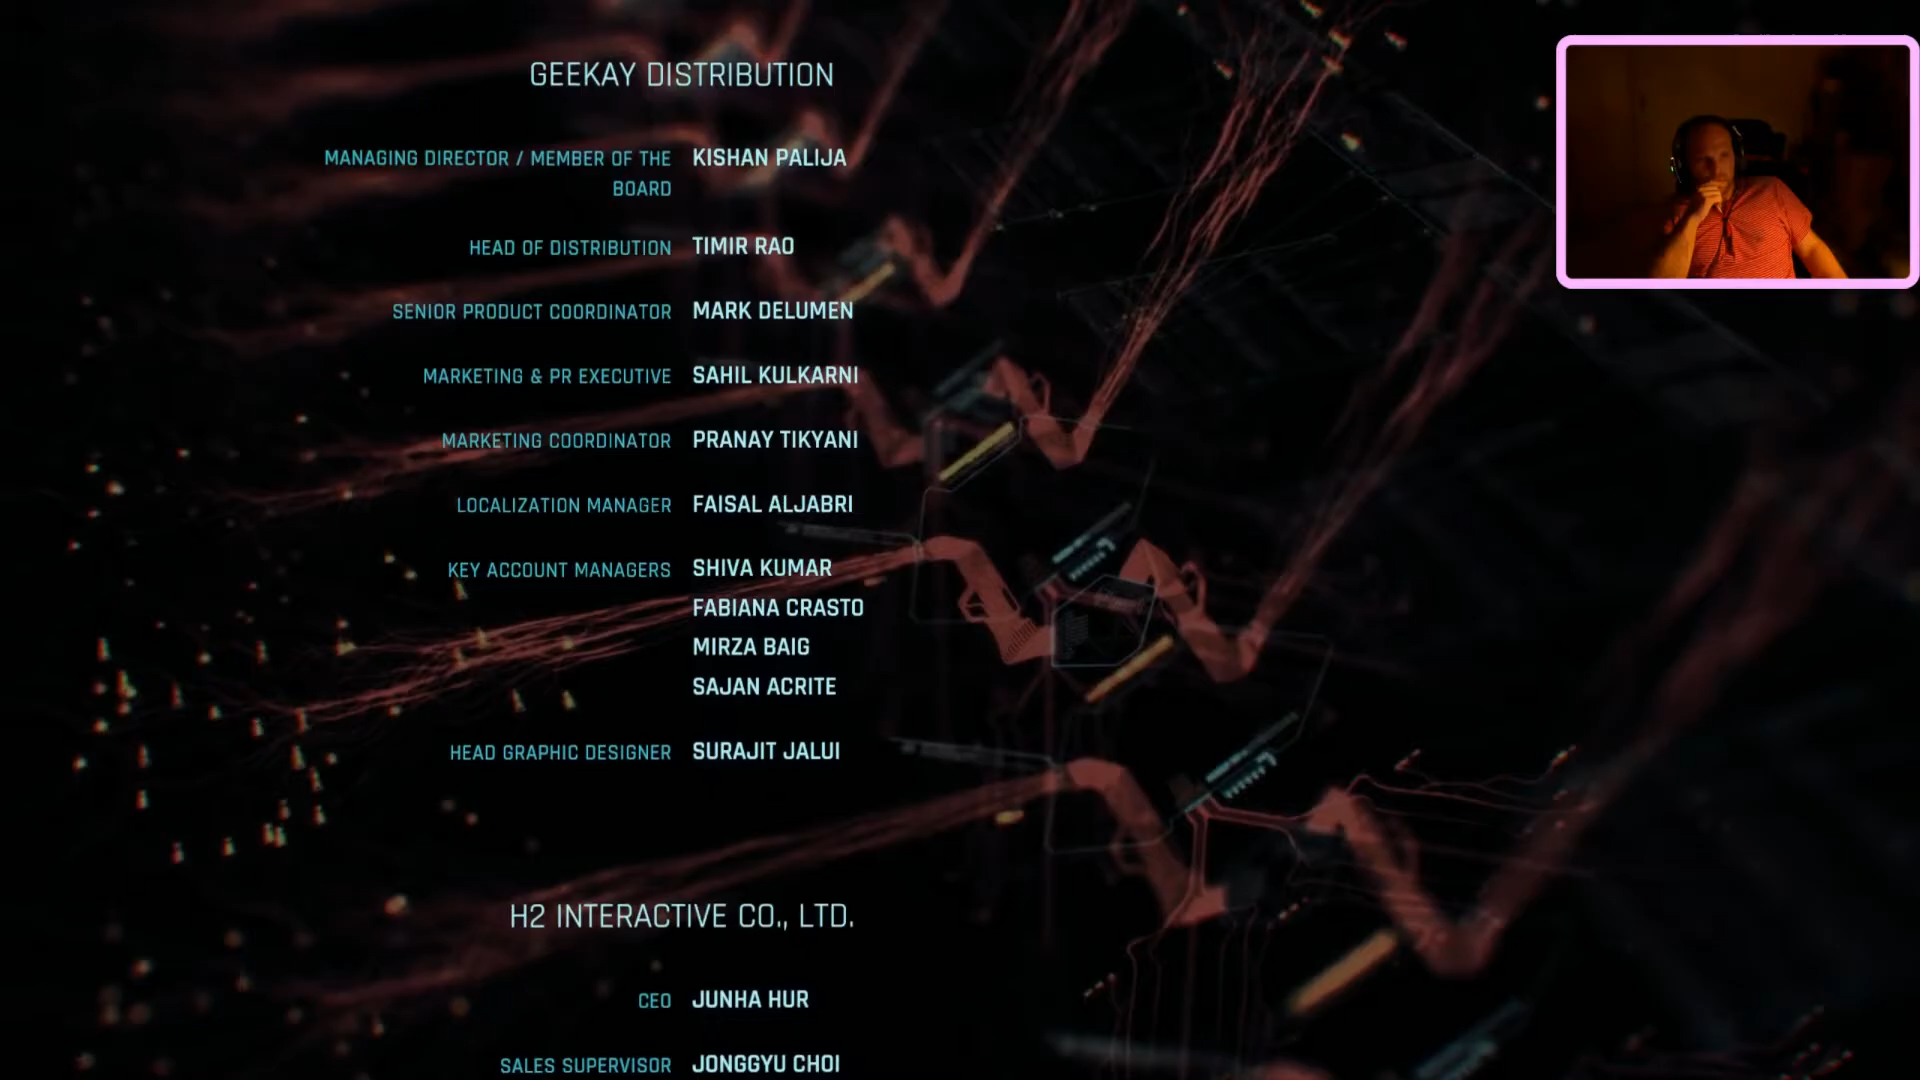 GEEKAY DISTRIBUTION
MANAGING DIRECTOR / MEMBER OF THE BOARD KISHAN PALIJA
HEAD OF DISTRIBUTION TIMIR RAO
SENIOR PRODUCT COORDINATOR MARK DELUMEN
MARKETING & PR EXECUTIVE SAHIL KULKARNI
MARKETING COORDINATOR PRANAY TIKYANI
LOCALIZATION MANAGER FAISAL ALJABRI
KEY ACCOUNT MANAGERS SHIVA KUMAR
FABIANA CRASTO
MIRZA BAIG
SAJAN ACRITE
HEAD GRAPHIC DESIGNER SURAJIT JALUI
H2 INTERACTIVE CO., LTD.
CEO JUNHA HUR
SALES SUPERVISOR JONGGYU CHOI